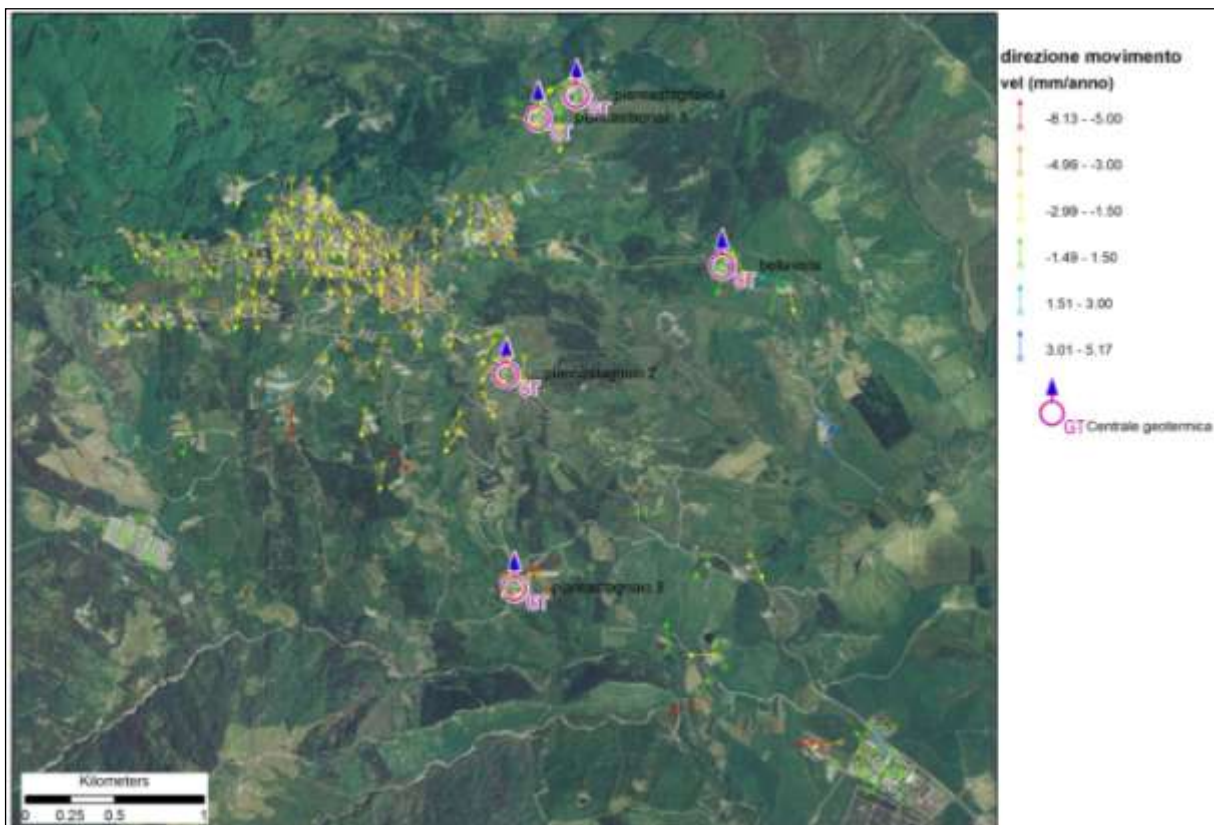 direzione movimento
vel (mm/anno)
-8.13 - -5.00
-4.99 - -3.00
-2.99 - -1.50
-1.49 - 1.50
1.51 - 3.00
3.01 - 5.17
GT Centrale geotermica
GT
GT
GT
GT
piancastagnaio 2
GT
piancastagnaio 3
Kilometers
0 0.25 0.5 1